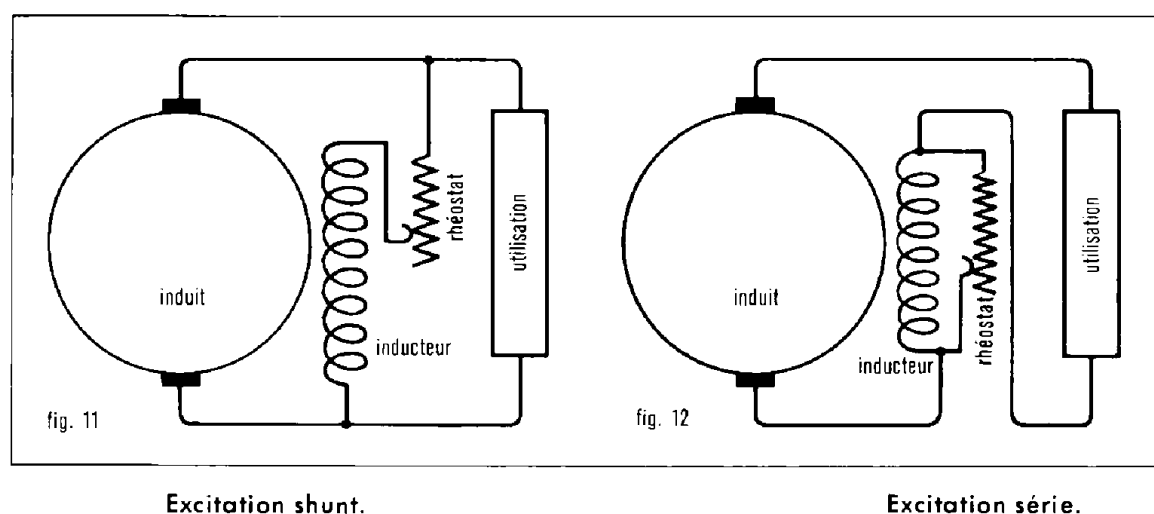 induit
inducteur
rhéostat
utilisation
fig. 11
induit
inducteur
rhéostat
utilisation
fig. 12
Excitation shunt.
Excitation série.